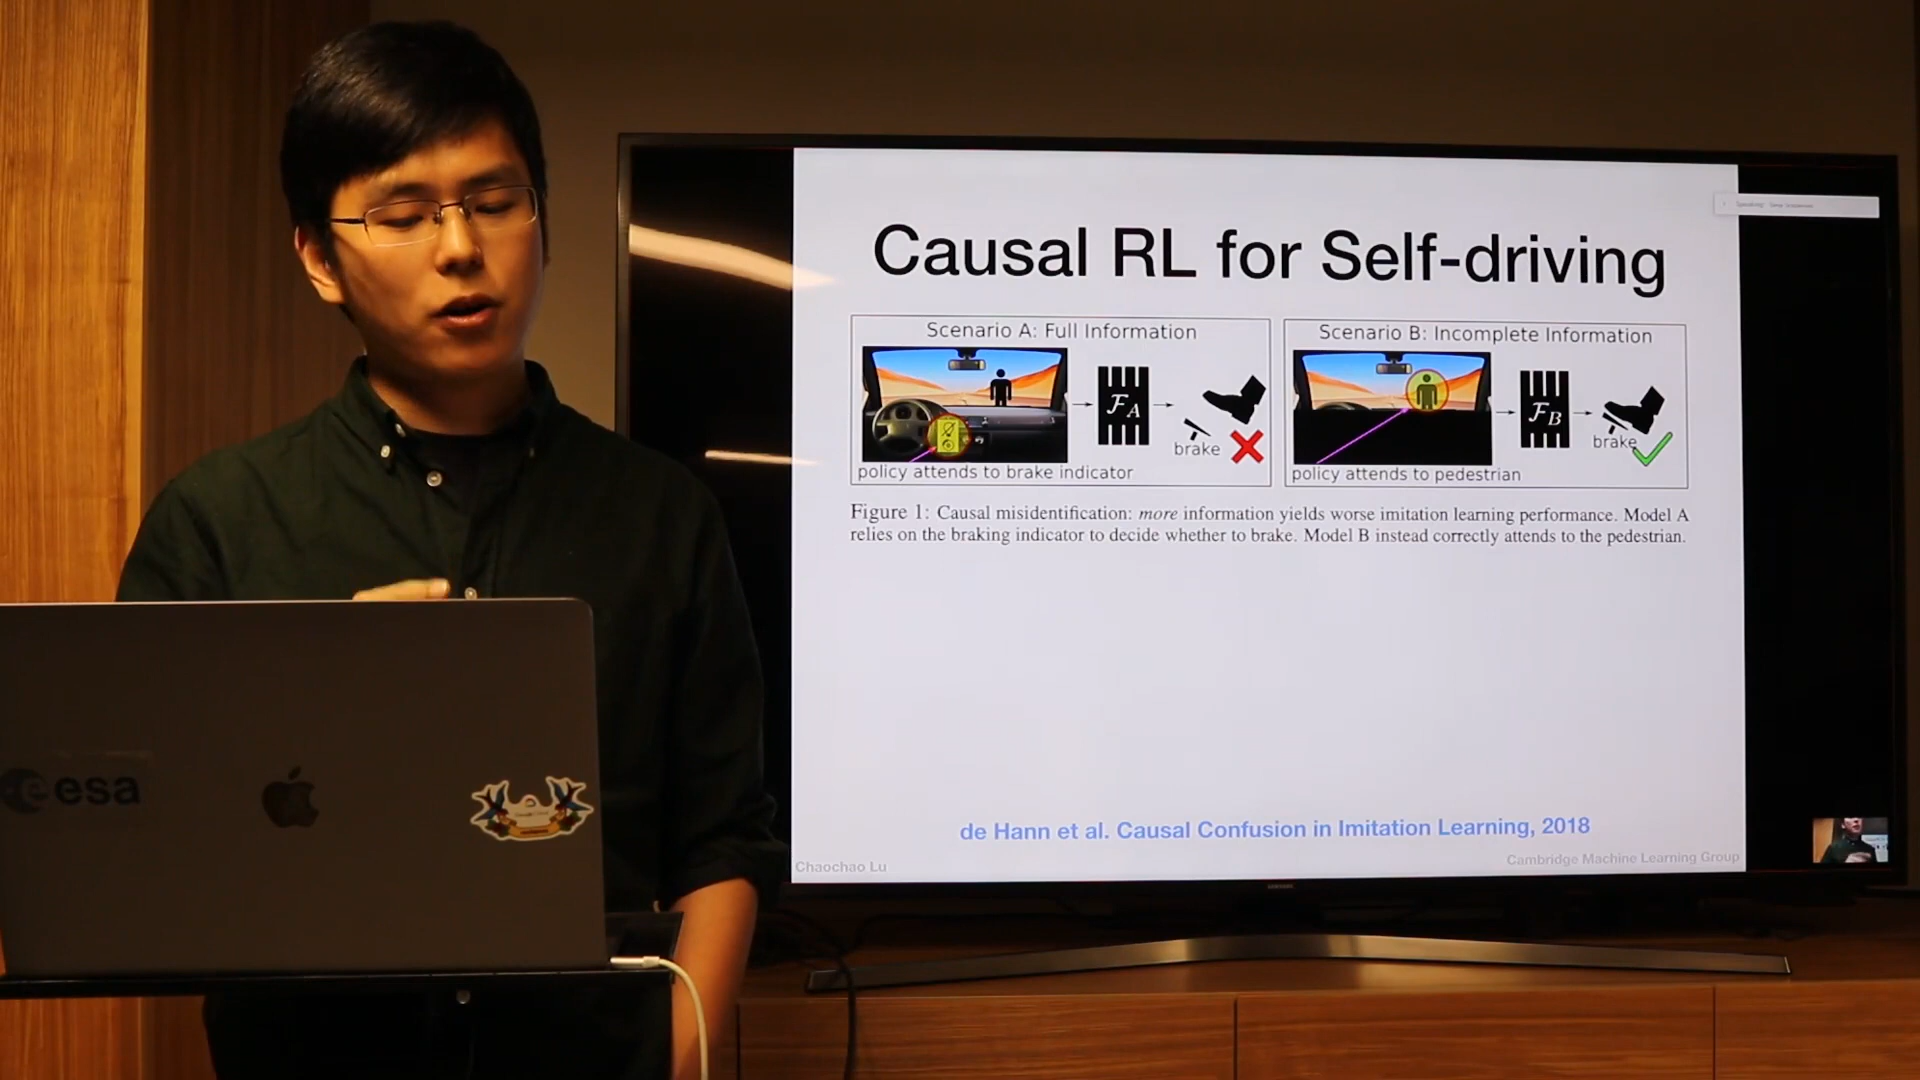 Causal RL for Self-driving
Scenario A: Full Information
F_A
brake
policy attends to brake indicator
Scenario B: Incomplete Information
F_B
brake
policy attends to pedestrian
Figure 1: Causal misidentification: more information yields worse imitation learning performance. Model A
relies on the braking indicator to decide whether to brake. Model B instead correctly attends to the pedestrian.
de Hann et al. Causal Confusion in Imitation Learning, 2018
Chaochao Lu
Cambridge Machine Learning Group
SAMSUNG
esa